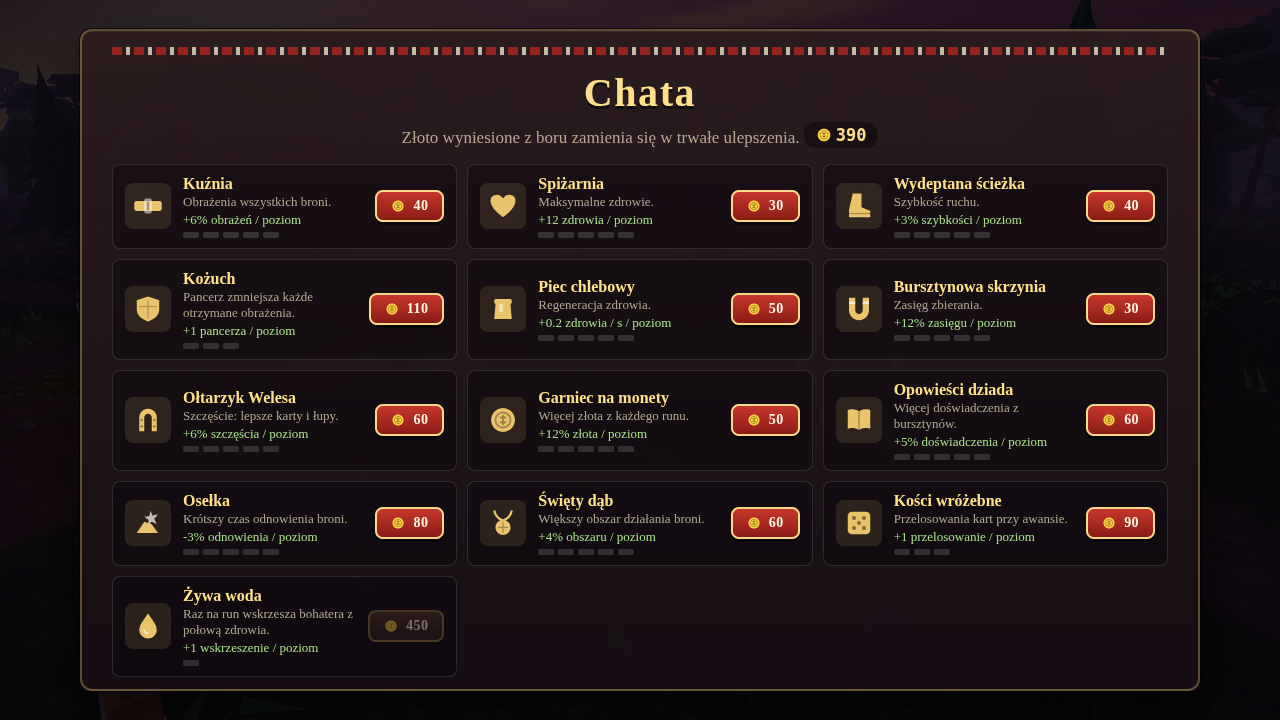 Chata
Złoto wyniesione z boru zamienia się w trwałe ulepszenia. 390
Kuźnia
Obrażenia wszystkich broni.
+6% obrażeń / poziom
40
Spiżarnia
Maksymalne zdrowie.
+12 zdrowia / poziom
30
Wydeptana ścieżka
Szybkość ruchu.
+3% szybkości / poziom
40
Kożuch
Pancerz zmniejsza każde
otrzymane obrażenia.
+1 pancerza / poziom
110
Piec chlebowy
Regeneracja zdrowia.
+0.2 zdrowia / s / poziom
50
Bursztynowa skrzynia
Zasięg zbierania.
+12% zasięgu / poziom
30
Ołtarzyk Welesa
Szczęście: lepsze karty i łupy.
+6% szczęścia / poziom
60
Garniec na monety
Więcej złota z każdego runu.
+12% złota / poziom
50
Opowieści dziada
Więcej doświadczenia z
bursztynów.
+5% doświadczenia / poziom
60
Osełka
Krótszy czas odnowienia broni.
-3% odnowienia / poziom
80
Święty dąb
Większy obszar działania broni.
+4% obszaru / poziom
60
Kości wróżebne
Przelosowania kart przy awansie.
+1 przelosowanie / poziom
90
Żywa woda
Raz na run wskrzesza bohatera z
połową zdrowia.
+1 wskrzeszenie / poziom
450